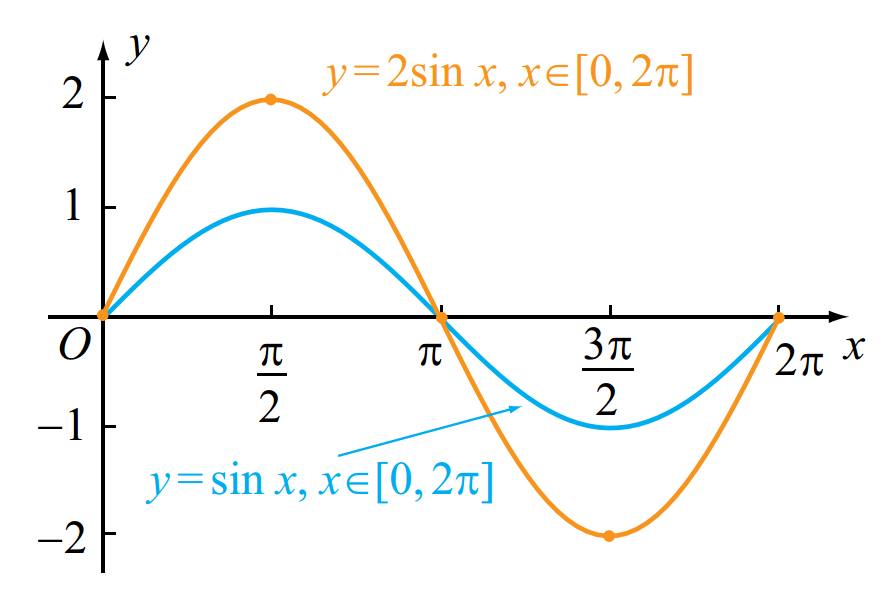 y
y=2sin x, x∈[0, 2π]
2
1
O
π/2
π
3π/2
2π
x
−1
y=sin x, x∈[0, 2π]
−2